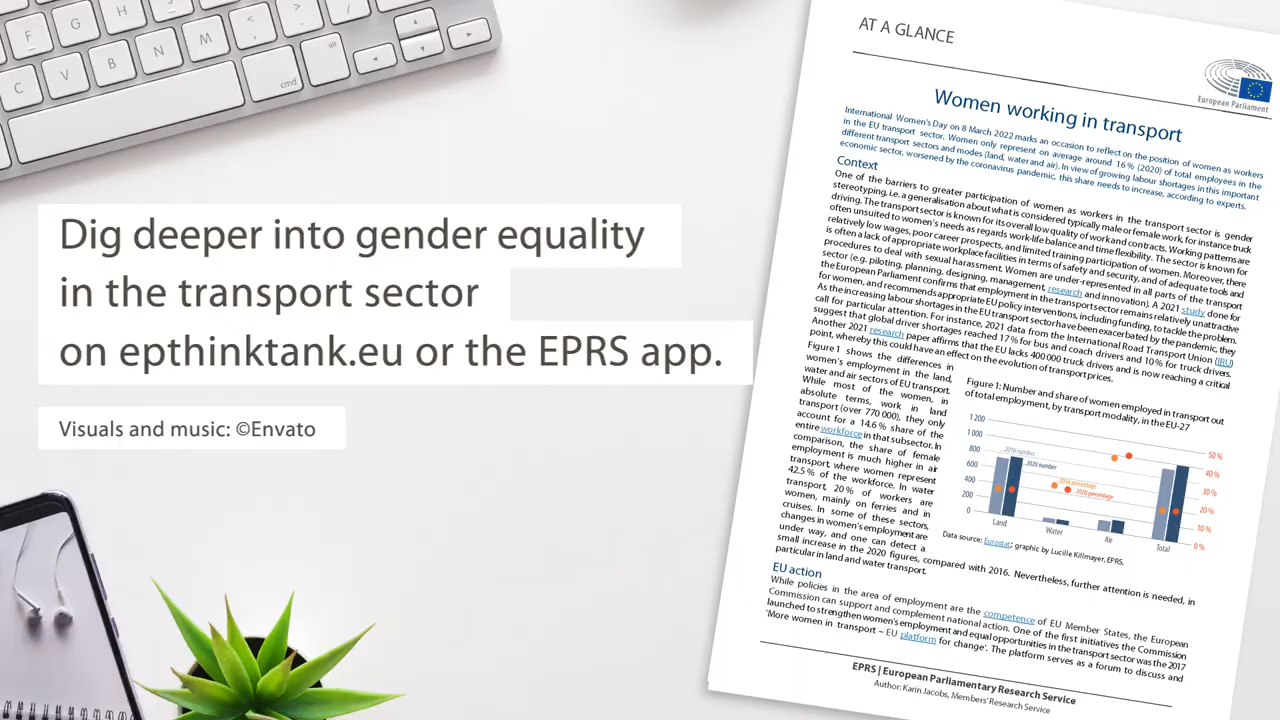 F
G
H
C
V
B
N
M
<
>
alt
cmd
Dig deeper into gender equality
in the transport sector
on epthinktank.eu or the EPRS app.
Visuals and music: ©Envato
AT A GLANCE
European Parliament
Women working in transport
International Women's Day on 8 March 2022 marks an occasion to reflect on the position of women as workers
in the EU transport sector. Women only represent on average around 16 % (2020) of total employees in the
different transport sectors and modes (land, water and air). In view of growing labour shortages in this important
economic sector, worsened by the coronavirus pandemic, this share needs to increase, according to experts.
Context
One of the barriers to greater participation of women as workers in the transport sector is gender
stereotyping, i.e. a generalisation about what is considered typically male or female work, for instance truck
driving. The transport sector is known for its overall low quality of work and contracts. Working patterns are
often unsuited to women's needs as regards work-life balance and time flexibility. The sector is known for
relatively low wages, poor career prospects, and limited training participation of women. Moreover, there
is often a lack of appropriate workplace facilities in terms of safety and security, and of adequate tools and
procedures to deal with sexual harassment. Women are under-represented in all parts of the transport
sector (e.g. piloting, planning, designing, management, research and innovation). A 2021 study done for
the European Parliament confirms that employment in the transport sector remains relatively unattractive
for women, and recommends appropriate EU policy interventions, including funding, to tackle the problem.
As the increasing labour shortages in the EU transport sector have been exacerbated by the pandemic, they
call for particular attention. For instance, 2021 data from the International Road Transport Union (IRU)
suggest that global driver shortages reached 17% for bus and coach drivers and 10% for truck drivers.
Another 2021 research paper affirms that the EU lacks 400 000 truck drivers and is now reaching a critical
point, whereby this could have an effect on the evolution of transport prices.
Figure 1 shows the differences in
women's employment in the land,
water and air sectors of EU transport.
While most of the women, in
absolute terms, work in land
transport (over 770 000), they only
account for a 14.6 % share of the
entire workforce in that subsector. In
comparison, the share of female
employment is much higher in air
transport, where women represent
42.5 % of the workforce. In water
transport, 20 % of workers are
women, mainly on ferries and in
cruises. In some of these sectors,
changes in women's employment are
under way, and one can detect a
small increase in the 2020 figures, compared with 2016. Nevertheless, further attention is needed, in
particular in land and water transport.
Figure 1: Number and share of women employed in transport out
of total employment, by transport modality, in the EU-27
1 200
1 000
800
600
400
200
0
2016 number
2020 number
2016 percentage
2020 percentage
50 %
40 %
30 %
20 %
10 %
0 %
Land
Water
Air
Total
Data source: Eurostat; graphic by Lucille Killmayer, EPRS.
EU action
While policies in the area of employment are the competence of EU Member States, the European
Commission can support and complement national action. One of the first initiatives the Commission
launched to strengthen women's employment and equal opportunities in the transport sector was the 2017
'More women in transport – EU platform for change'. The platform serves as a forum to discuss and
EPRS | European Parliamentary Research Service
Author: Karin Jacobs, Members' Research Service